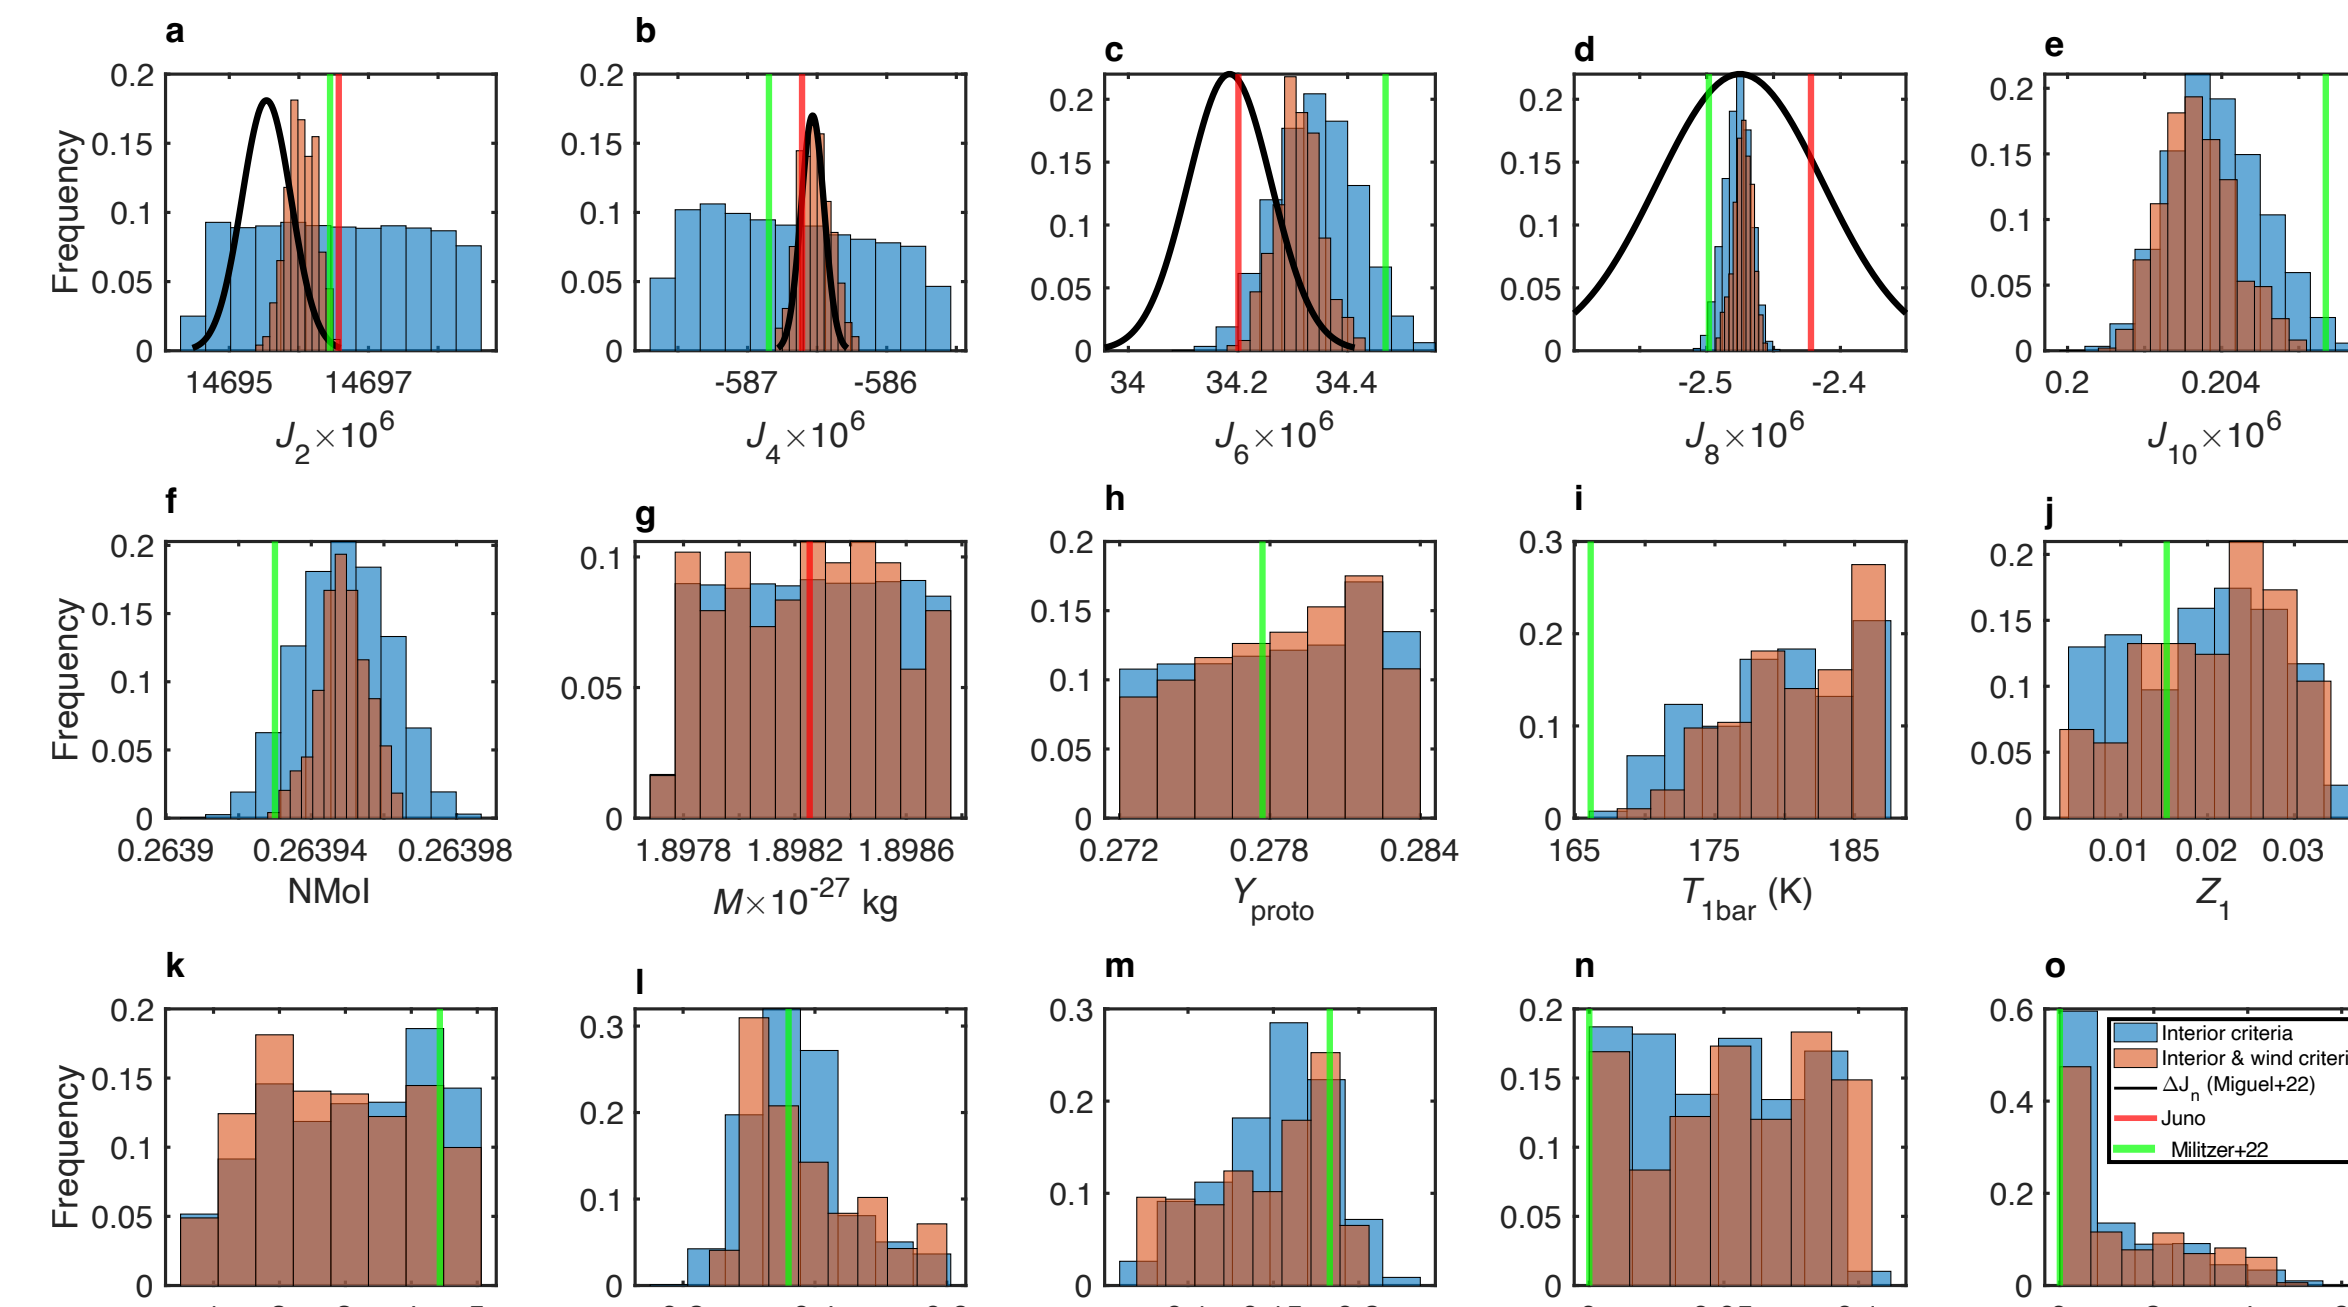 a
b
c
d
e
0.2
0.15
0.1
0.05
0
Frequency
14695 14697
J2×10^6
0.2
0.15
0.1
0.05
0
-587 -586
J4×10^6
0.2
0.15
0.1
0.05
0
34 34.2 34.4
J6×10^6
0.2
0.15
0.1
0.05
0
-2.5 -2.4
J8×10^6
0.2
0.15
0.1
0.05
0
0.2 0.204
J10×10^6
f
g
h
i
j
0.2
0.15
0.1
0.05
0
Frequency
0.2639 0.26394 0.26398
NMoI
0.1
0.05
0
1.8978 1.8982 1.8986
M×10^-27 kg
0.2
0.15
0.1
0.05
0
0.272 0.278 0.284
Yproto
0.3
0.2
0.1
0
165 175 185
T1bar (K)
0.2
0.15
0.1
0.05
0
0.01 0.02 0.03
Z1
k
l
m
n
o
0.2
0.15
0.1
0.05
0
Frequency
0.3
0.2
0.1
0
0.3
0.2
0.1
0
0.2
0.15
0.1
0.05
0
0.6
0.4
0.2
0
Interior criteria
Interior & wind criteri
ΔJn (Miguel+22)
Juno
Militzer+22